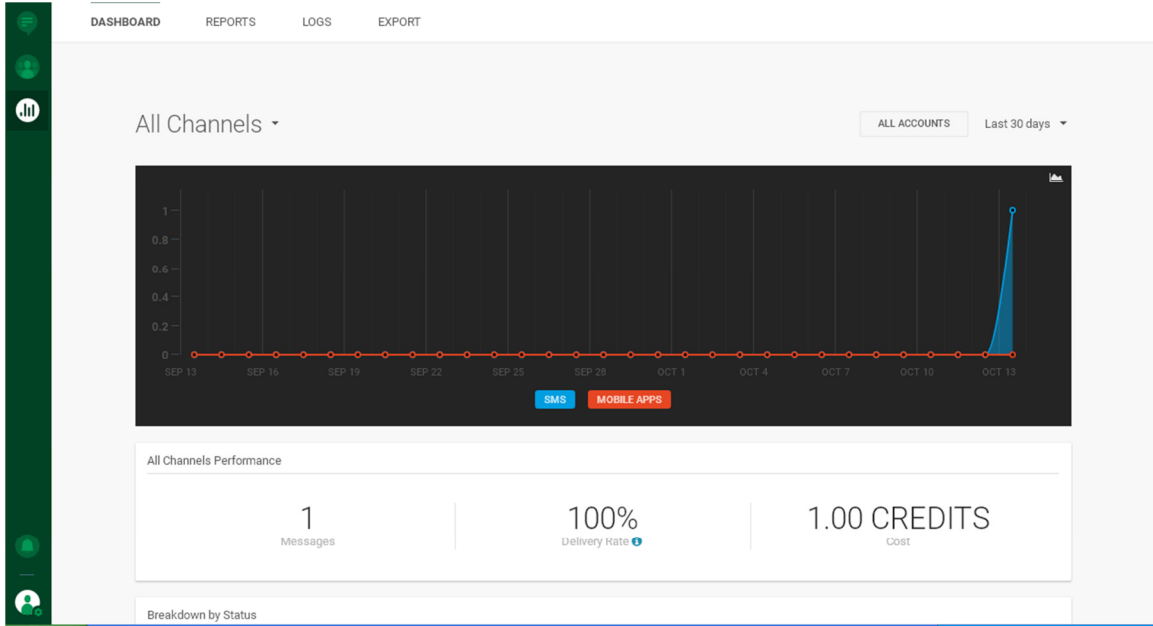 DASHBOARD REPORTS LOGS EXPORT
All Channels
ALL ACCOUNTS Last 30 days
1
0.8
0.6
0.4
0.2
0
SEP 13 SEP 16 SEP 19 SEP 22 SEP 25 SEP 28 OCT 1 OCT 4 OCT 7 OCT 10 OCT 13
SMS MOBILE APPS
All Channels Performance
1 100% 1.00 CREDITS
Messages Delivery Rate Cost
Breakdown by Status